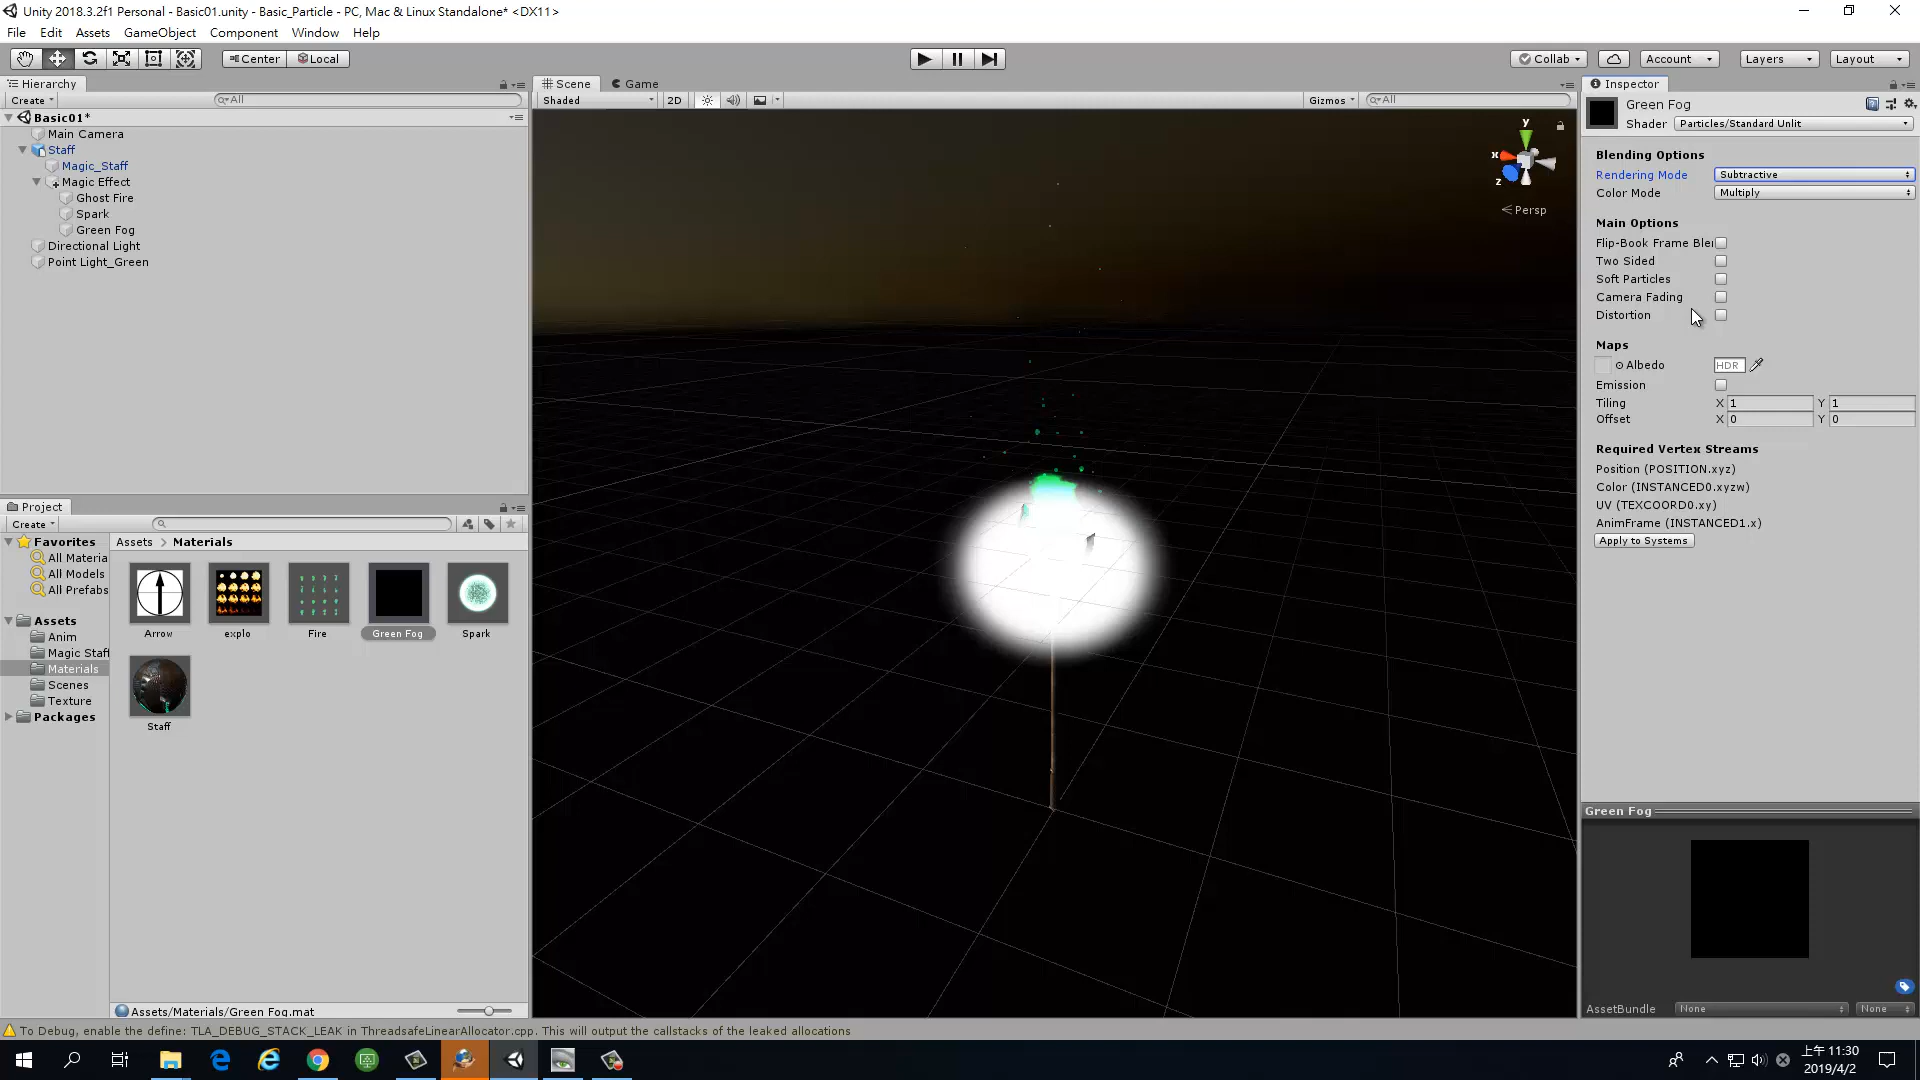 Unity 2018.3.2f1 Personal - Basic01.unity - Basic_Particle - PC, Mac & Linux Standalone* <DX11>
File Edit Assets GameObject Component Window Help
Center Local
Collab Account Layers Layout
Hierarchy
Create All
Basic01*
Main Camera
Staff
Magic_Staff
Magic Effect
Ghost Fire
Spark
Green Fog
Directional Light
Point Light_Green
Scene Game
Shaded 2D Gizmos All
y
x
z
Persp
Project
Create
Favorites
All Materia
All Models
All Prefabs
Assets
Anim
Magic Staff
Materials
Scenes
Texture
Packages
Assets > Materials
Arrow explo Fire Green Fog Spark
Staff
Assets/Materials/Green Fog.mat
Inspector
Green Fog
Shader Particles/Standard Unlit
Blending Options
Rendering Mode Subtractive
Color Mode Multiply
Main Options
Flip-Book Frame Ble
Two Sided
Soft Particles
Camera Fading
Distortion
Maps
Albedo HDR
Emission
Tiling X 1 Y 1
Offset X 0 Y 0
Required Vertex Streams
Position (POSITION.xyz)
Color (INSTANCED0.xyzw)
UV (TEXCOORD0.xy)
AnimFrame (INSTANCED1.x)
Apply to Systems
Green Fog
AssetBundle None None
To Debug, enable the define: TLA_DEBUG_STACK_LEAK in ThreadsafeLinearAllocator.cpp. This will output the callstacks of the leaked allocations
上午 11:30
2019/4/2